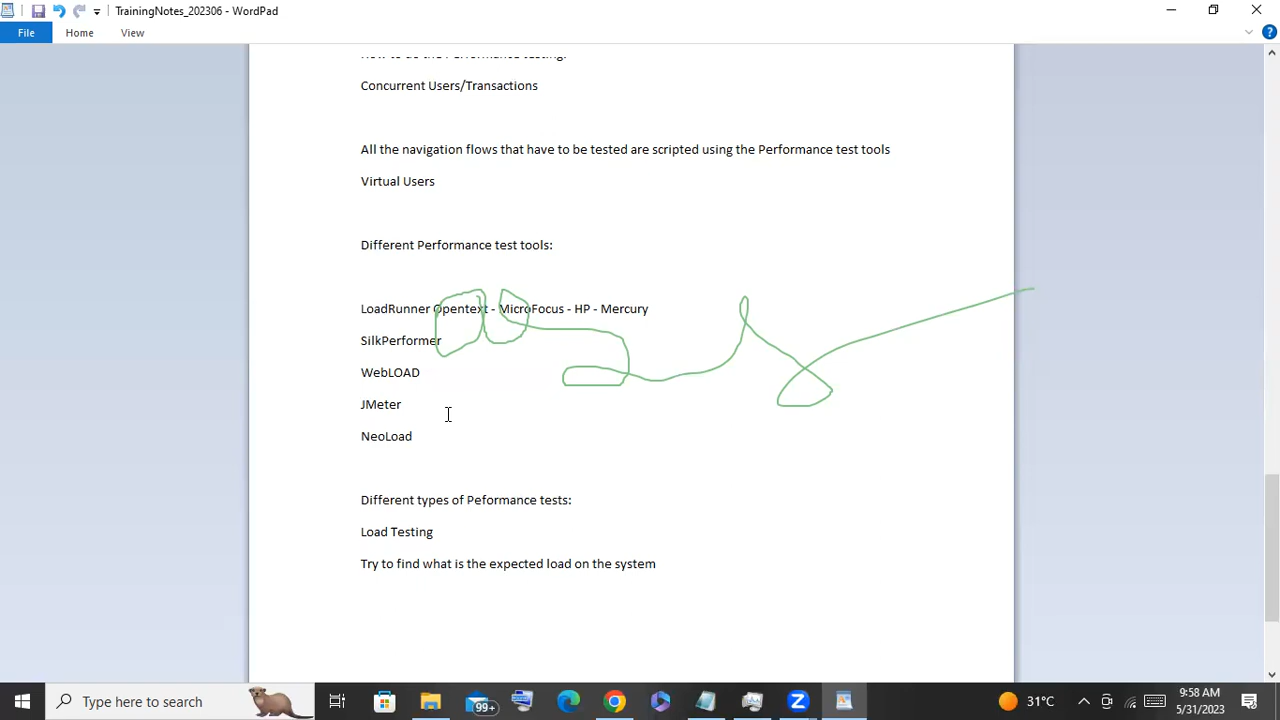 TrainingNotes_202306 - WordPad
File Home View
Concurrent Users/Transactions
All the navigation flows that have to be tested are scripted using the Performance test tools
Virtual Users
Different Performance test tools:
LoadRunner Opentext - MicroFocus - HP - Mercury
SilkPerformer
WebLOAD
JMeter
NeoLoad
Different types of Peformance tests:
Load Testing
Try to find what is the expected load on the system
Type here to search
99+
31°C
9:58 AM
5/31/2023